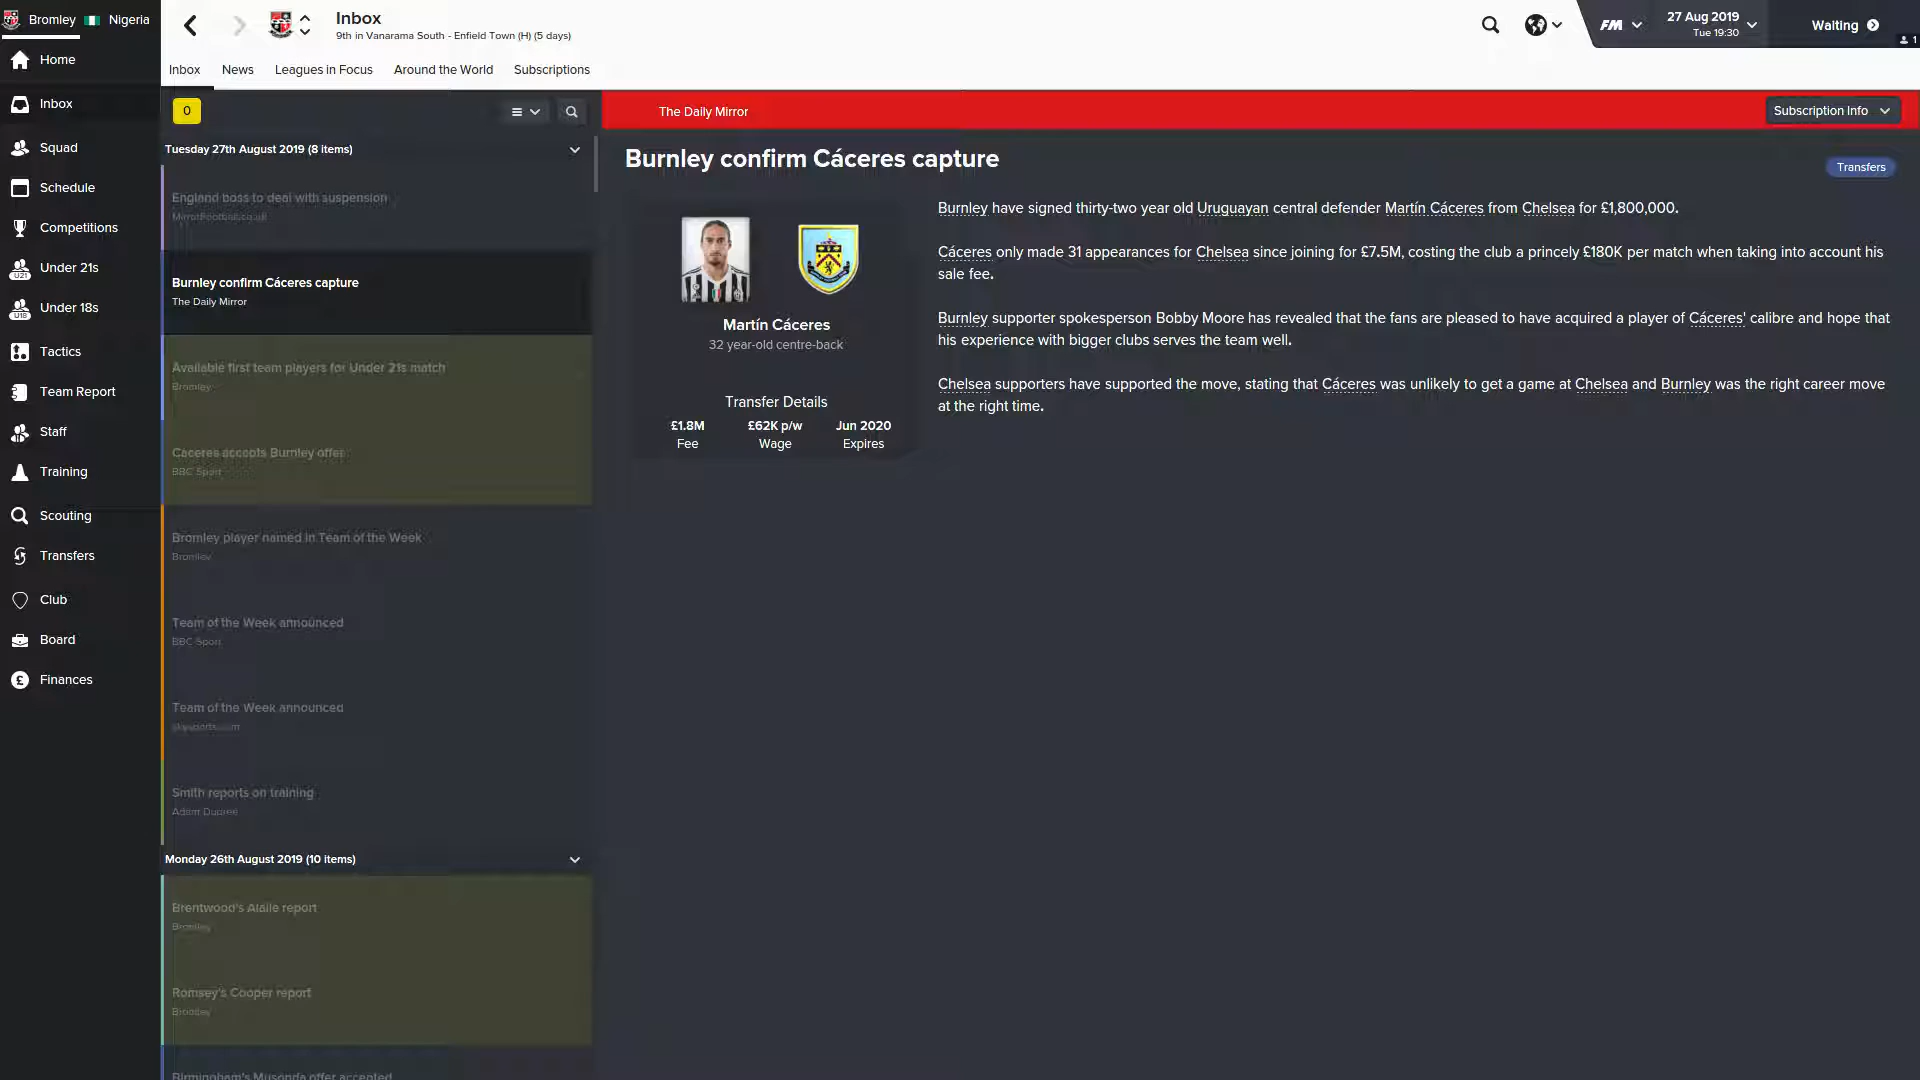 Bromley Nigeria
Inbox
9th in Vanarama South - Enfield Town (H) (5 days)
FM
27 Aug 2019
Tue 19:30
Waiting
1
Inbox News Leagues in Focus Around the World Subscriptions
Home
Inbox
Squad
Schedule
Competitions
Under 21s
U21
Under 18s
U18
Tactics
Team Report
Staff
Training
Scouting
Transfers
Club
Board
Finances
0
Tuesday 27th August 2019 (8 items)
England boss to deal with suspension
MirrorFootball.co.uk
Burnley confirm Cáceres capture
The Daily Mirror
Available first team players for Under 21s match
Bromley
Cáceres accepts Burnley offer
BBC Sport
Bromley player named in Team of the Week
Bromley
Team of the Week announced
BBC Sport
Team of the Week announced
skysports.com
Smith reports on training
Adam Dupree
Monday 26th August 2019 (10 items)
Brentwood's Alaile report
Bromley
Romsey's Cooper report
Bromley
Birmingham's Musonda offer accepted
The Daily Mirror
Subscription Info
Burnley confirm Cáceres capture
Transfers
Martín Cáceres
32 year-old centre-back
Transfer Details
£1.8M £62K p/w Jun 2020
Fee Wage Expires
Burnley have signed thirty-two year old Uruguayan central defender Martín Cáceres from Chelsea for £1,800,000.
Cáceres only made 31 appearances for Chelsea since joining for £7.5M, costing the club a princely £180K per match when taking into account his
sale fee.
Burnley supporter spokesperson Bobby Moore has revealed that the fans are pleased to have acquired a player of Cáceres' calibre and hope that
his experience with bigger clubs serves the team well.
Chelsea supporters have supported the move, stating that Cáceres was unlikely to get a game at Chelsea and Burnley was the right career move
at the right time.